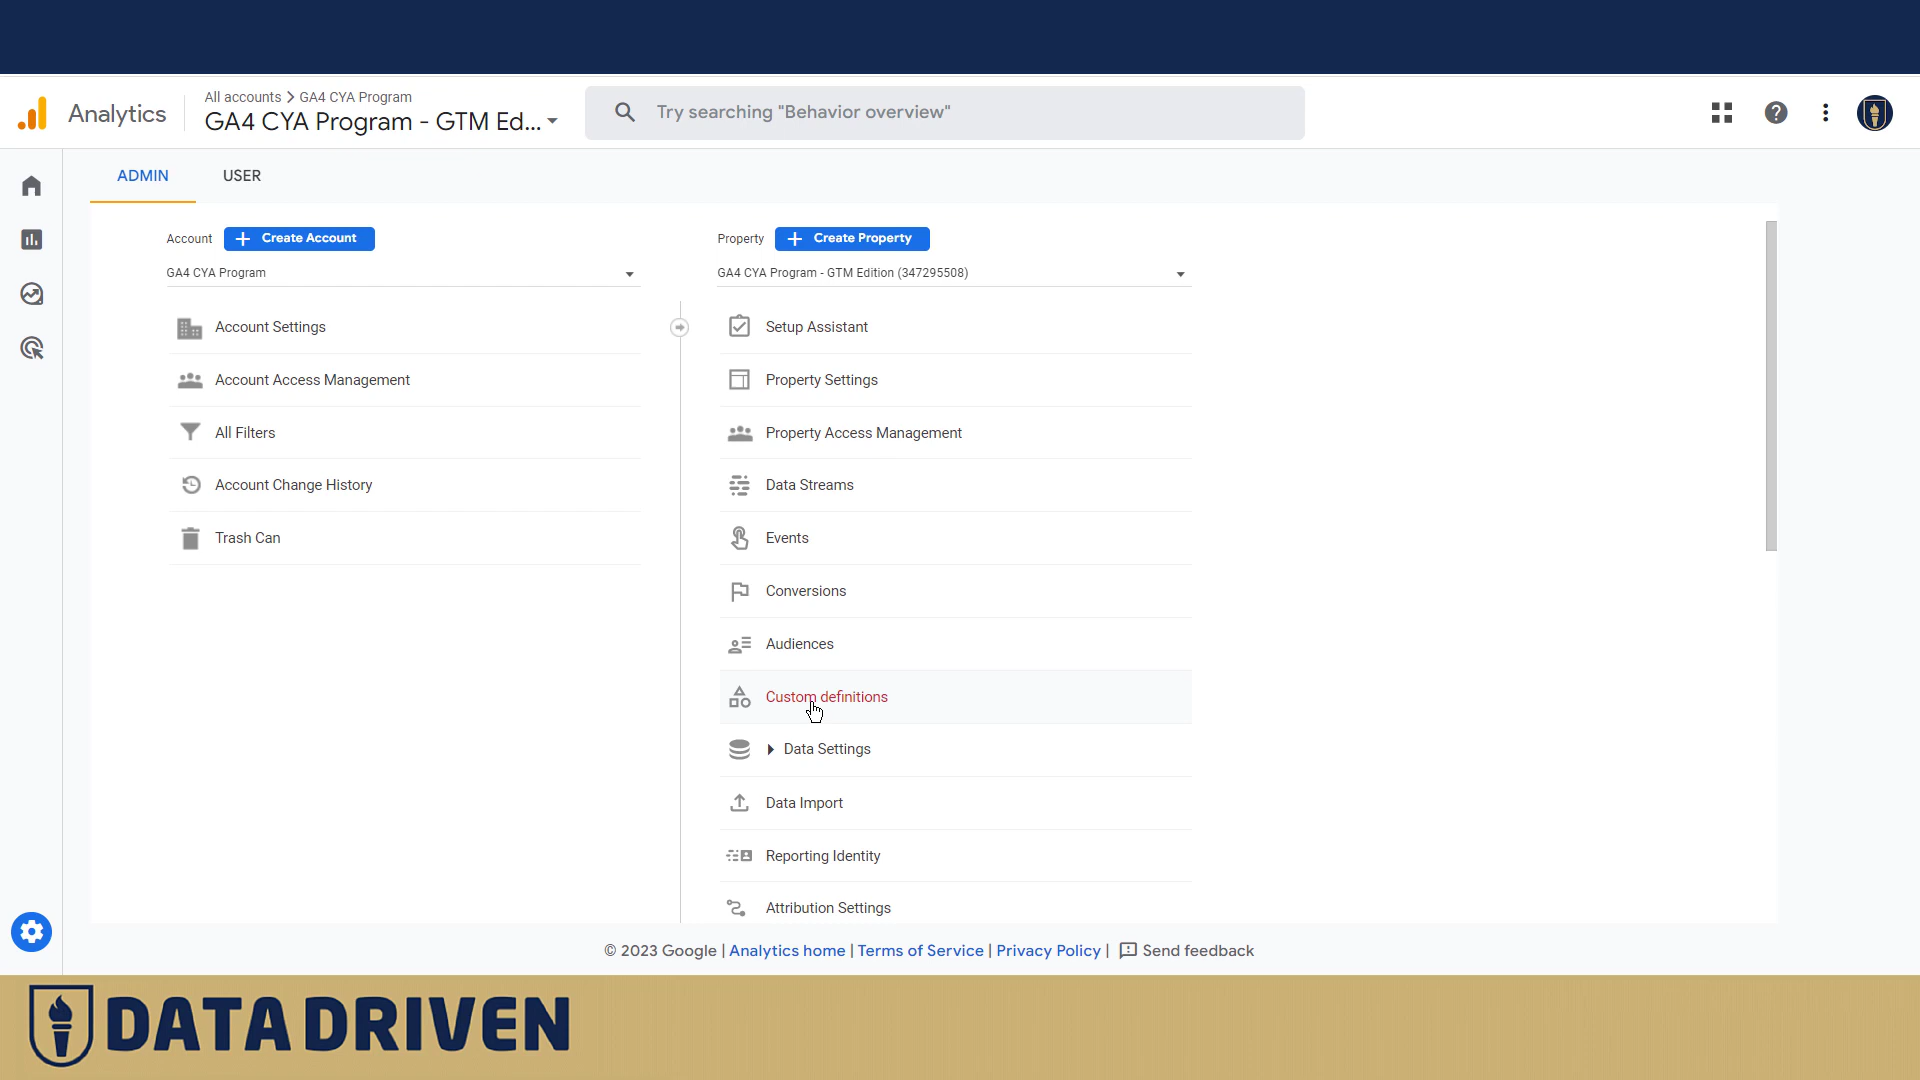 Analytics
All accounts > GA4 CYA Program
GA4 CYA Program - GTM Ed...
Try searching "Behavior overview"
ADMIN
USER
Account
Create Account
GA4 CYA Program
Account Settings
Account Access Management
All Filters
Account Change History
Trash Can
Property
Create Property
GA4 CYA Program - GTM Edition (347295508)
Setup Assistant
Property Settings
Property Access Management
Data Streams
Events
Conversions
Audiences
Custom definitions
Data Settings
Data Import
Reporting Identity
Attribution Settings
© 2023 Google | Analytics home | Terms of Service | Privacy Policy | Send feedback
DATA DRIVEN